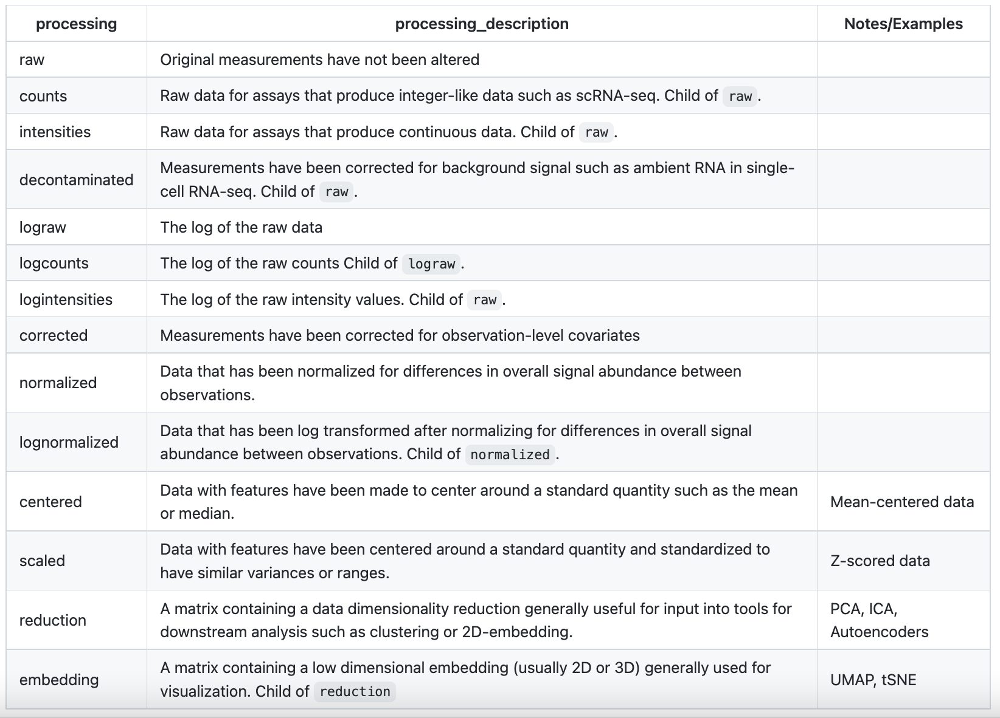 processing processing_description Notes/Examples
raw Original measurements have not been altered
counts Raw data for assays that produce integer-like data such as scRNA-seq. Child of raw .
intensities Raw data for assays that produce continuous data. Child of raw .
decontaminated Measurements have been corrected for background signal such as ambient RNA in single-
cell RNA-seq. Child of raw .
lograw The log of the raw data
logcounts The log of the raw counts Child of lograw .
logintensities The log of the raw intensity values. Child of raw .
corrected Measurements have been corrected for observation-level covariates
normalized Data that has been normalized for differences in overall signal abundance between
observations.
lognormalized Data that has been log transformed after normalizing for differences in overall signal
abundance between observations. Child of normalized .
centered Data with features have been made to center around a standard quantity such as the mean
or median.
Mean-centered data
scaled Data with features have been centered around a standard quantity and standardized to
have similar variances or ranges.
Z-scored data
reduction A matrix containing a data dimensionality reduction generally useful for input into tools for
downstream analysis such as clustering or 2D-embedding.
PCA, ICA,
Autoencoders
embedding A matrix containing a low dimensional embedding (usually 2D or 3D) generally used for
visualization. Child of reduction
UMAP, tSNE